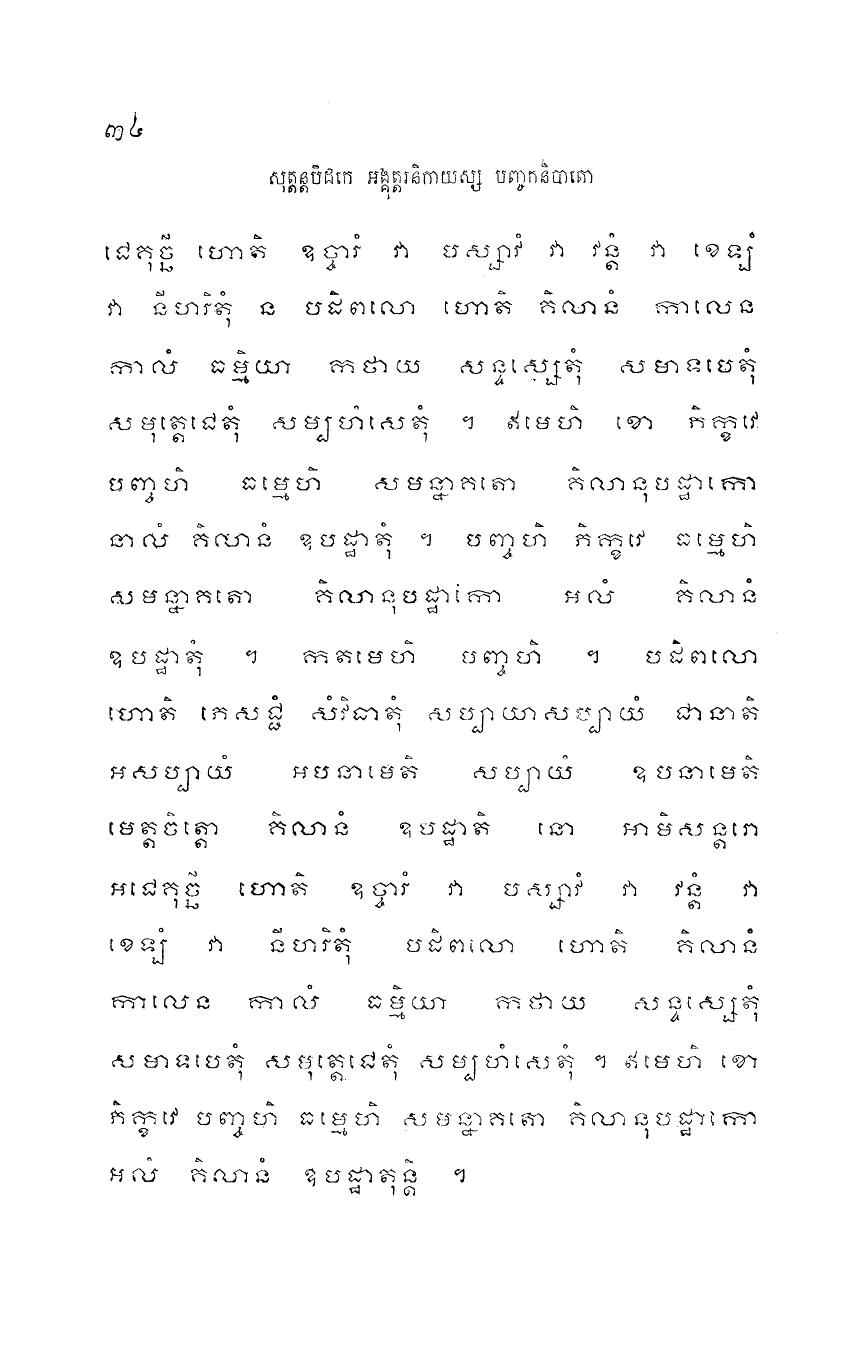 ៣៤
សុត្តន្តបិដកេ អង្គុត្តរនិកាយស្ស បញ្ចកនិបាតោ
ជេគុច្ឆី ហោតិ ឧច្ចារំ វា បស្សាវំ វា វន្តំ វា ខេឡំ
វា នីហរិតុំ ន បដិពលោ ហោតិ គិលានំ កាលេន
កាលំ ធម្មិយា កថាយ សន្ទស្សេតុំ សមាទបេតុំ
សមុត្តេជេតុំ សម្បហំសេតុំ ។ ឥមេហិ ខោ ភិក្ខវេ
បញ្ចហិ ធម្មេហិ សមន្នាគតោ គិលានុបដ្ឋាកោ
នាលំ គិលានំ ឧបដ្ឋាតុំ ។ បញ្ចហិ ភិក្ខវេ ធម្មេហិ
សមន្នាគតោ គិលានុបដ្ឋាកោ អលំ គិលានំ
ឧបដ្ឋាតុំ ។ កតមេហិ បញ្ចហិ ។ បដិពលោ
ហោតិ ភេសជ្ជំ សំវិធាតុំ សប្បាយាសប្បាយំ ជានាតិ
អសប្បាយំ អបនាមេតិ សប្បាយំ ឧបនាមេតិ
មេត្តចិត្តោ គិលានំ ឧបដ្ឋាតិ នោ អាមិសន្តរោ
អជេគុច្ឆី ហោតិ ឧច្ចារំ វា បស្សាវំ វា វន្តំ វា
ខេឡំ វា នីហរិតុំ បដិពលោ ហោតិ គិលានំ
កាលេន កាលំ ធម្មិយា កថាយ សន្ទស្សេតុំ
សមាទបេតុំ សមុត្តេជេតុំ សម្បហំសេតុំ ។ ឥមេហិ ខោ
ភិក្ខវេ បញ្ចហិ ធម្មេហិ សមន្នាគតោ គិលានុបដ្ឋាកោ
អលំ គិលានំ ឧបដ្ឋាតុន្តិ ។